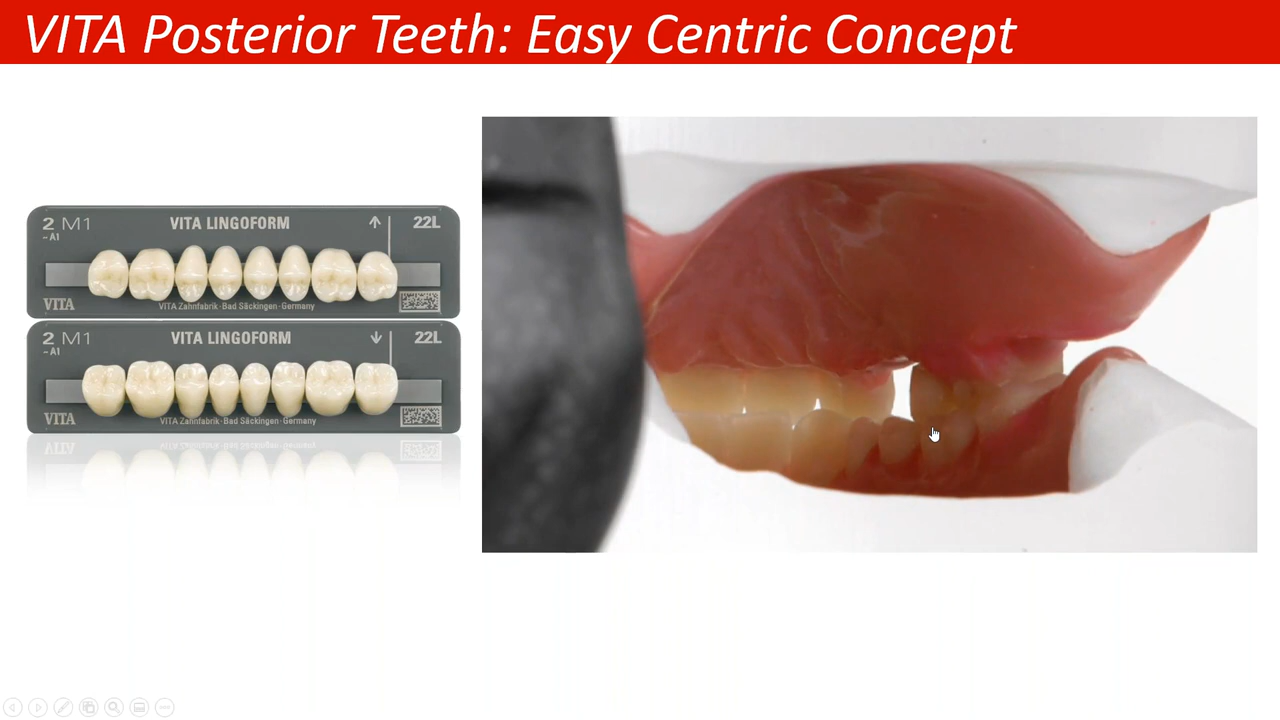 VITA Posterior Teeth: Easy Centric Concept
2 M1
~A1
VITA LINGOFORM
22L
VITA
VITA Zahnfabrik · Bad Säckingen · Germany
2 M1
~A1
VITA LINGOFORM
22L
VITA
VITA Zahnfabrik · Bad Säckingen · Germany